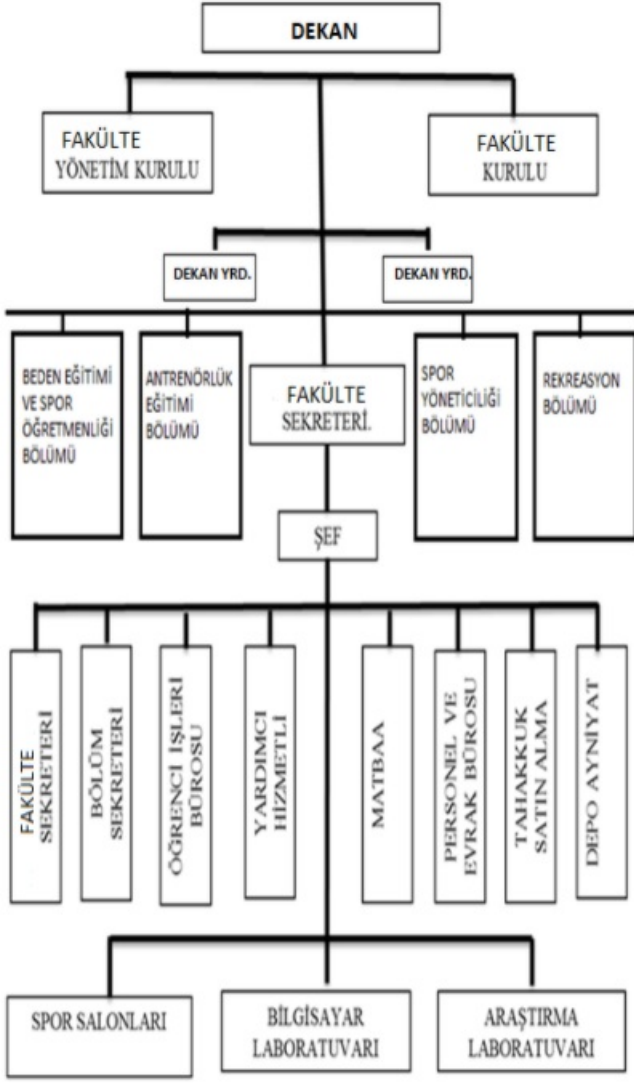 DEKAN
FAKÜLTE
YÖNETİM KURULU
FAKÜLTE
KURULU
DEKAN YRD.
DEKAN YRD.
BEDEN EĞİTİMİ
VE SPOR
ÖĞRETMENLİĞİ
BÖLÜMÜ
ANTRENÖRLÜK
EĞİTİMİ
BÖLÜMÜ
FAKÜLTE
SEKRETERİ.
SPOR
YÖNETİCİLİĞİ
BÖLÜMÜ
REKREASYON
BÖLÜMÜ
ŞEF
FAKÜLTE
SEKRETERİ
BÖLÜM
SEKRETERİ
ÖĞRENCİ İŞLERİ
BÜROSU
YARDIMCI
HİZMETLİ
MATBAA
PERSONEL VE
EVRAK BÜROSU
TAHAKKUK
SATIN ALMA
DEPO AYNİYAT
SPOR SALONLARI
BİLGİSAYAR
LABORATUVARI
ARAŞTIRMA
LABORATUVARI